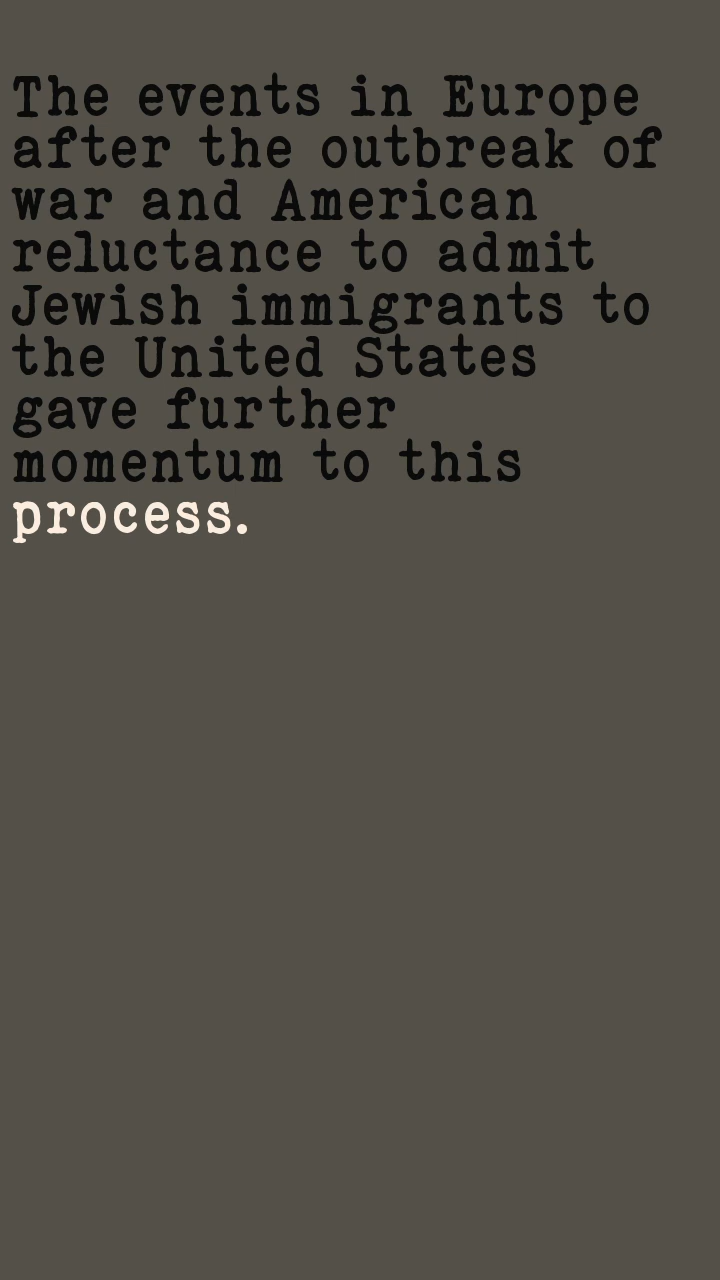 The events in Europe
after the outbreak of
war and American
reluctance to admit
Jewish immigrants to
the United States
gave further
momentum to this
process.